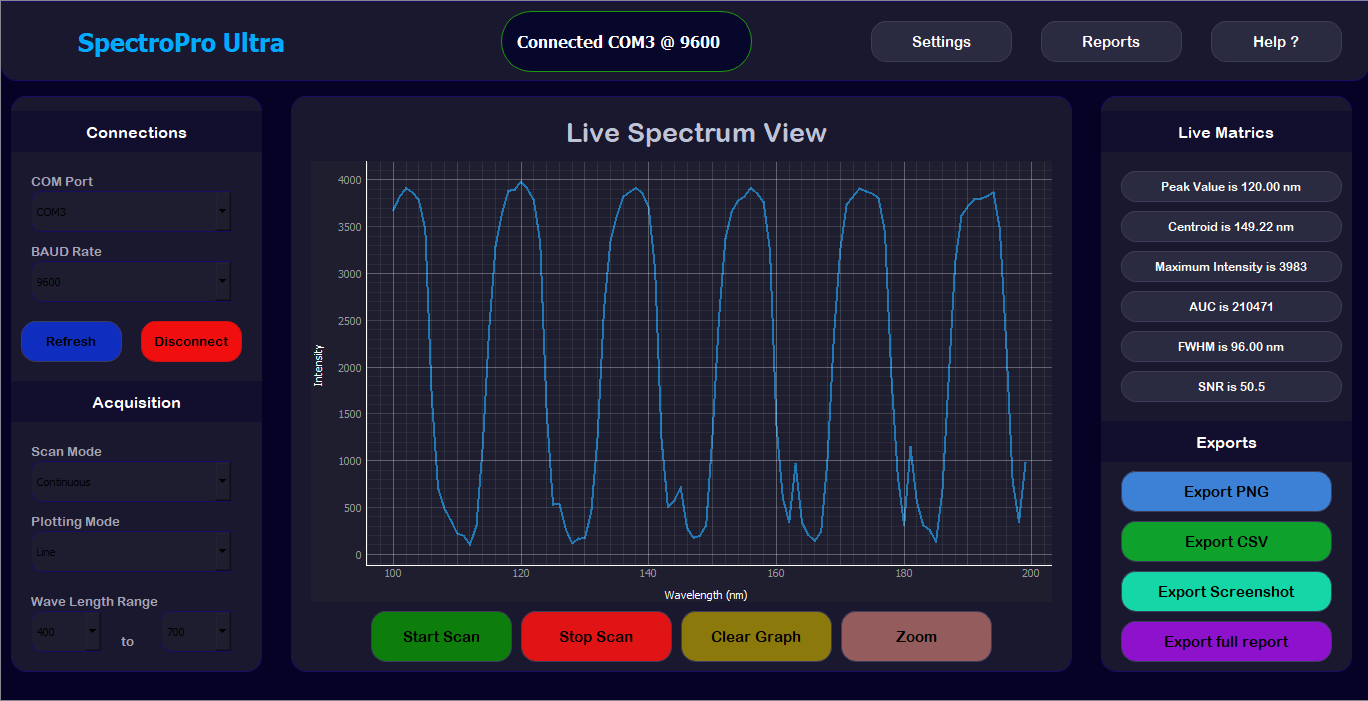 SpectroPro Ultra
Connected COM3 @ 9600
Settings
Reports
Help ?
Connections
COM Port
COM3
BAUD Rate
9600
Refresh
Disconnect
Acquisition
Scan Mode
Continuous
Plotting Mode
Line
Wave Length Range
400
to
700
Live Spectrum View
4000
3500
3000
2500
2000
1500
1000
500
0
Intensity
100
120
140
160
180
200
Wavelength (nm)
Start Scan
Stop Scan
Clear Graph
Zoom
Live Matrics
Peak Value is 120.00 nm
Centroid is 149.22 nm
Maximum Intensity is 3983
AUC is 210471
FWHM is 96.00 nm
SNR is 50.5
Exports
Export PNG
Export CSV
Export Screenshot
Export full report